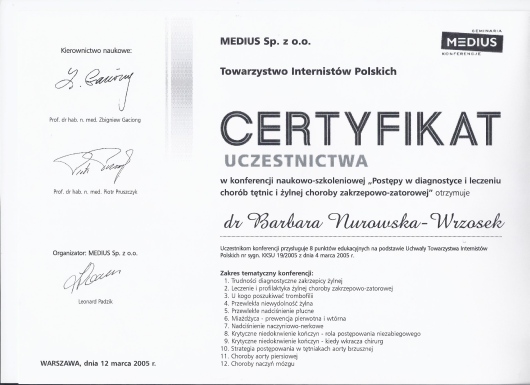 Kierownictwo naukowe:
Z. Gaciong
Prof. dr hab. n. med. Zbigniew Gaciong
Prof. dr hab. n. med. Piotr Pruszczyk
Organizator: MEDIUS Sp. z o.o.
Leonard Padzik
WARSZAWA, dnia 12 marca 2005 r.
MEDIUS Sp. z o.o.
SEMINARIA
MEDIUS
KONFERENCJE
Towarzystwo Internistów Polskich
CERTYFIKAT
UCZESTNICTWA
w konferencji naukowo-szkoleniowej „Postępy w diagnostyce i leczeniu
chorób tętnic i żylnej choroby zakrzepowo-zatorowej” otrzymuje
dr Barbara Nurowska-Wrzosek
Uczestnikom konferencji przysługuje 8 punktów edukacyjnych na podstawie Uchwały Towarzystwa Internistów
Polskich nr sygn. KKSU 19/2005 z dnia 4 marca 2005 r.
Zakres tematyczny konferencji:
1. Trudności diagnostyczne zakrzepicy żylnej
2. Leczenie i profilaktyka żylnej choroby zakrzepowo-zatorowej
3. U kogo poszukiwać trombofilii
4. Przewlekła niewydolność żylna
5. Przewlekłe nadciśnienie płucne
6. Miażdżyca - prewencja pierwotna i wtórna
7. Nadciśnienie naczyniowo-nerkowe
8. Krytyczne niedokrwienie kończyn - rola postępowania niezabiegowego
9. Krytyczne niedokrwienie kończyn - kiedy wkracza chirurg
10. Strategia postępowania w tętniakach aorty brzusznej
11. Choroby aorty piersiowej
12. Choroby naczyń mózgu